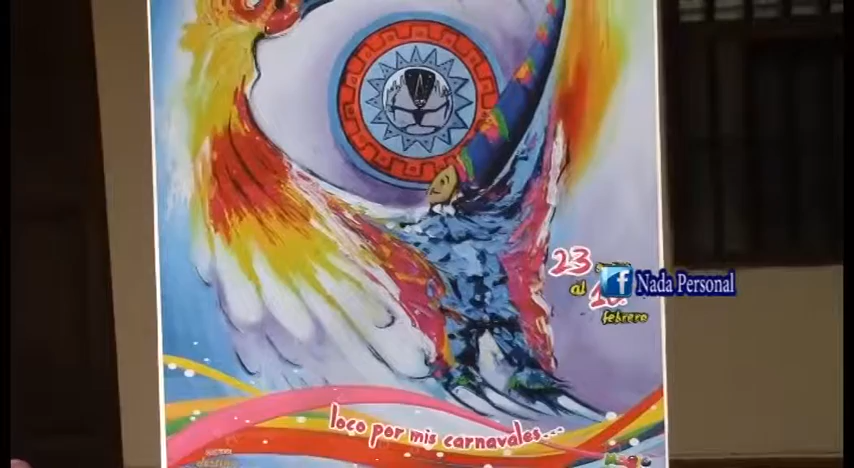 23
al
febrero
f Nada Personal
loco por mis carnavales...